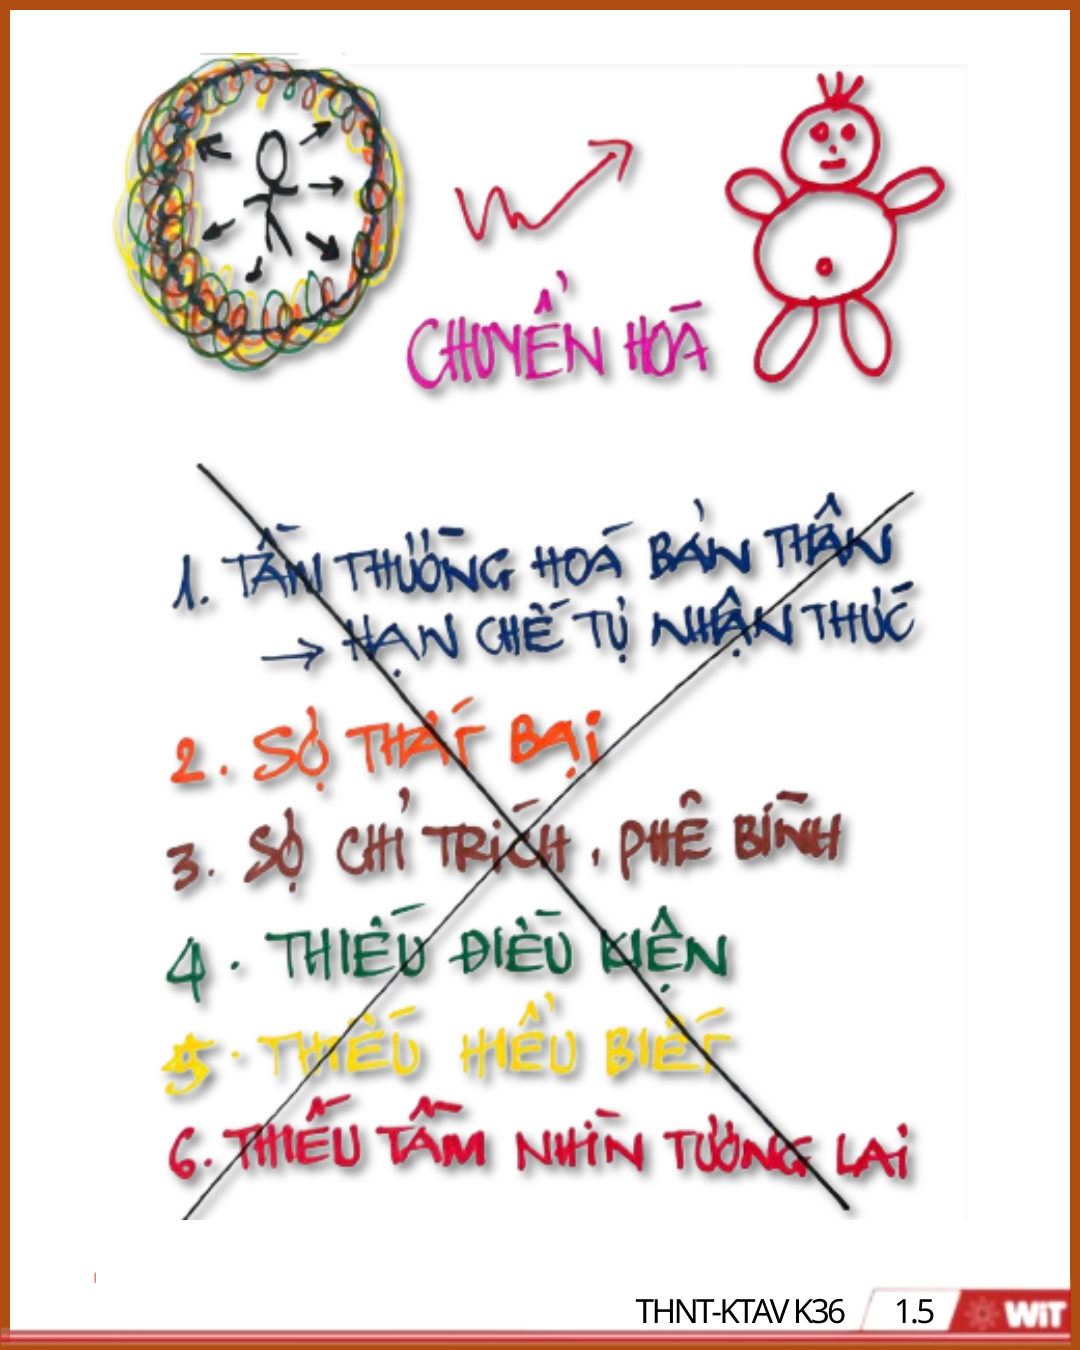 CHUYỂN HOÁ
1. TẦM THƯỜNG HOÁ BẢN THÂN
→ HẠN CHẾ TỰ NHẬN THỨC
2. SỢ THẤT BẠI
3. SỢ CHỈ TRÍCH, PHÊ BÌNH
4. THIẾU ĐIỀU KIỆN
5. THIẾU HIỂU BIẾT
6. THIẾU TẦM NHÌN TƯƠNG LAI
THNT-KTAV K36 1.5 WiT